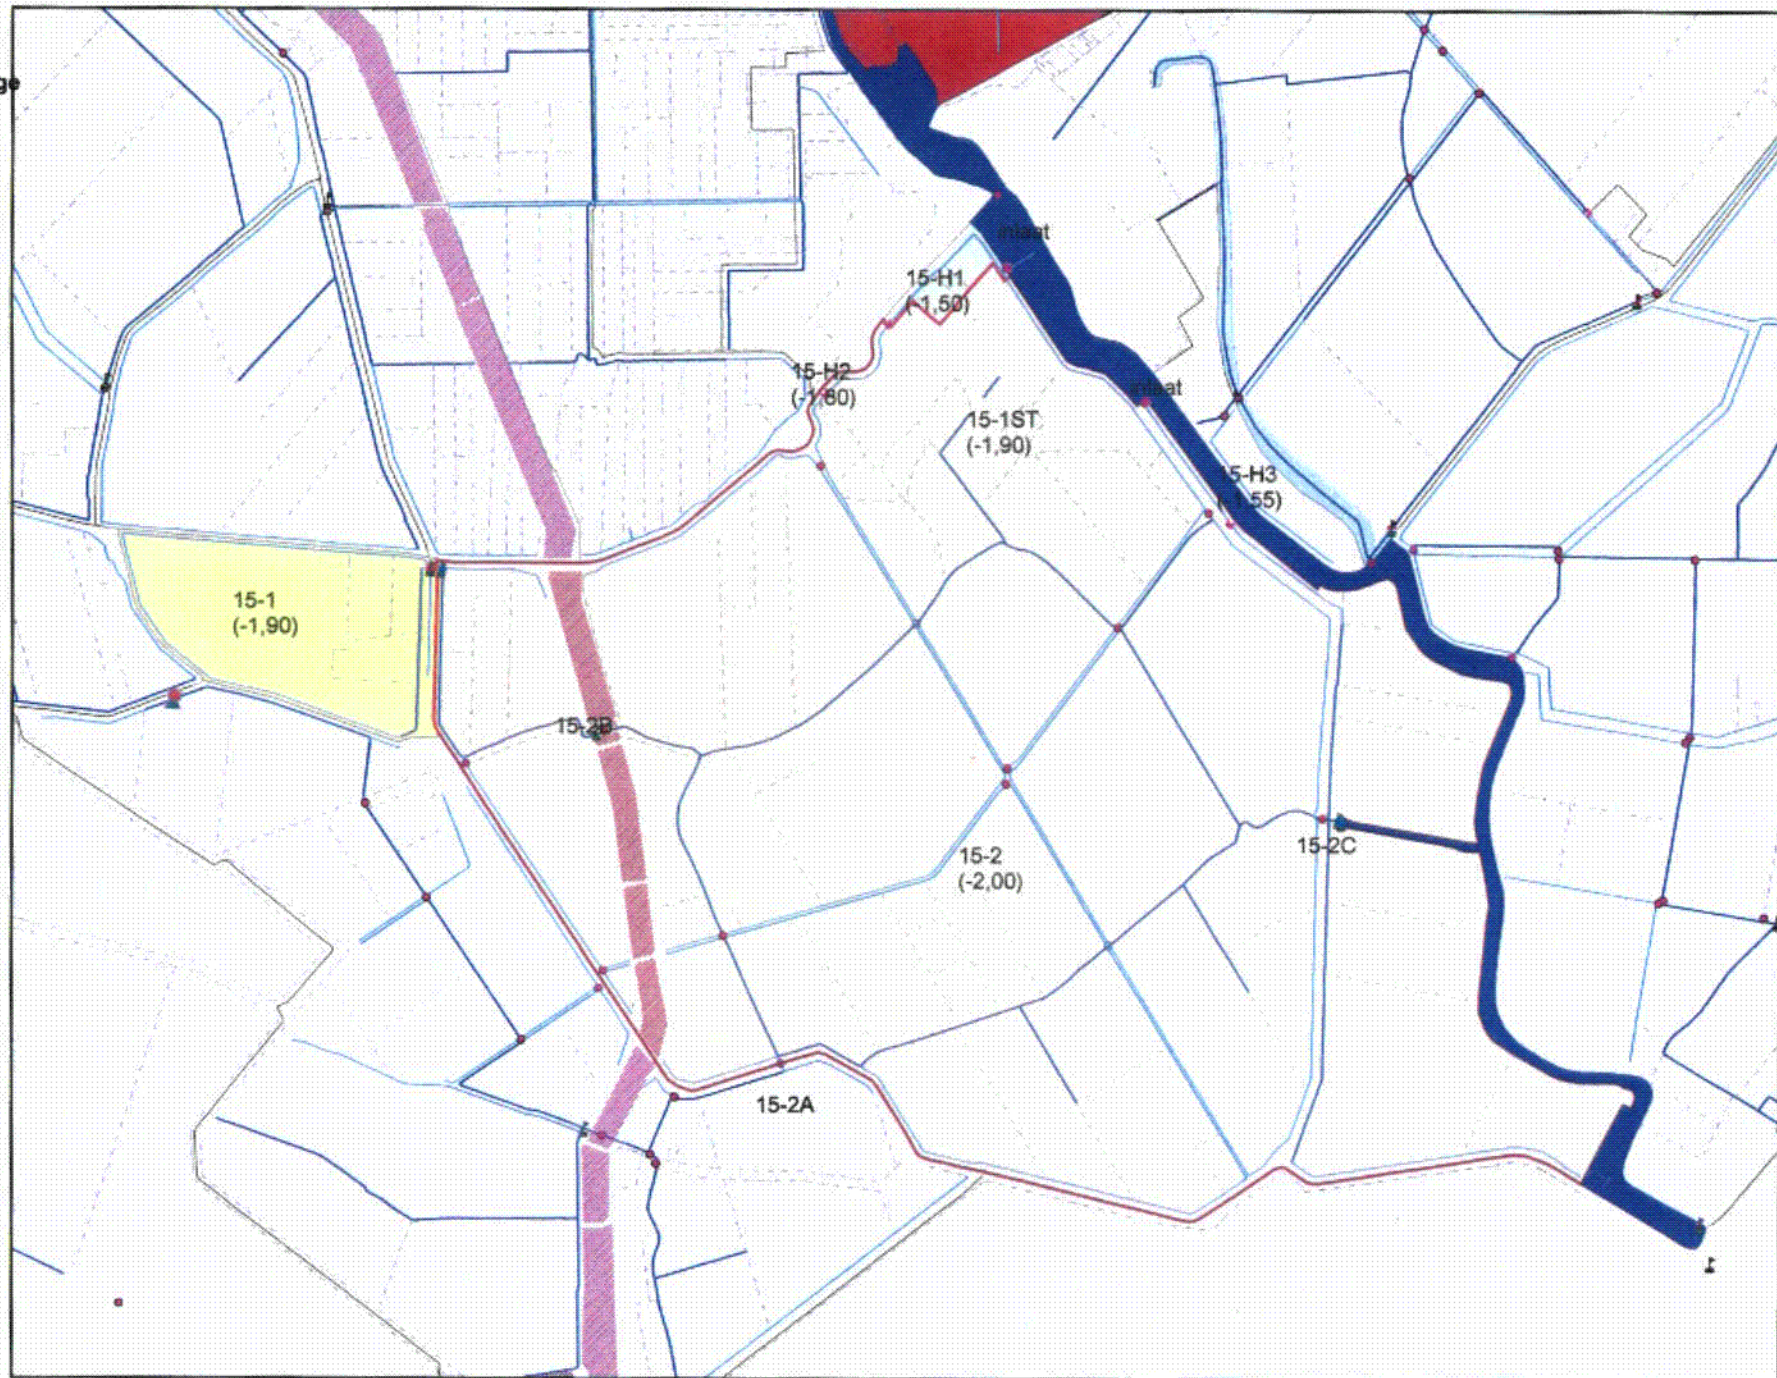 ge
inlaat
15-H1
(-1,50)
15-H2
(-1,80)
inlaat
15-1ST
(-1,90)
15-H3
(-1,55)
15-1
(-1,90)
15-2B
15-2C
15-2
(-2,00)
15-2A